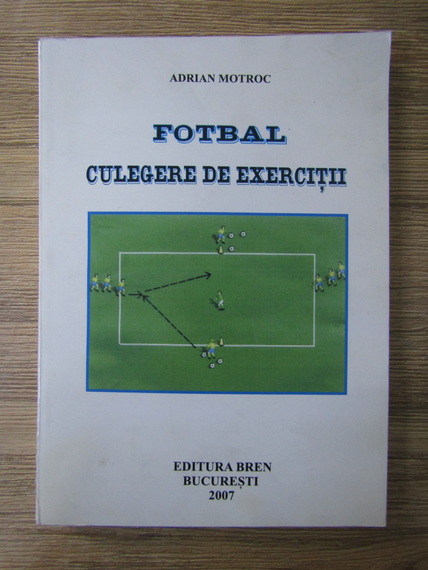 ADRIAN MOTROC
FOTBAL
CULEGERE DE EXERCIȚII
EDITURA BREN
BUCUREȘTI
2007